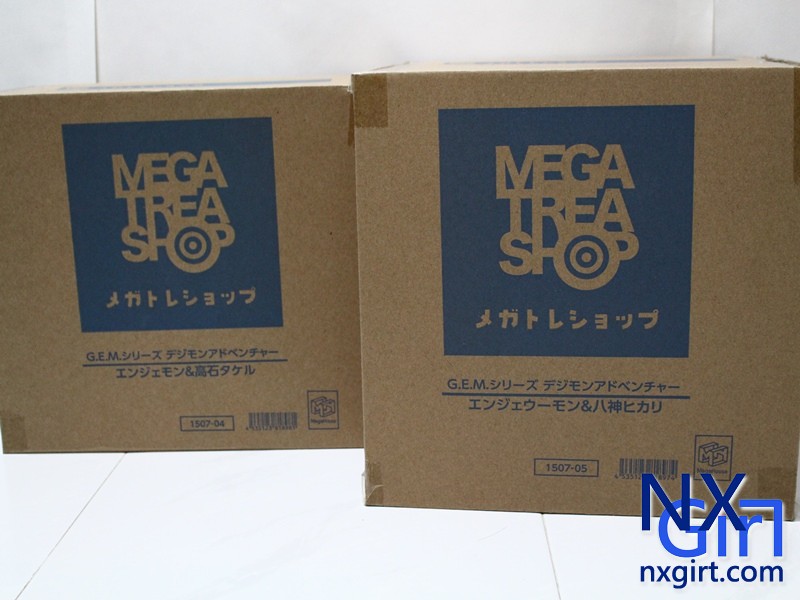 MEGA
TREA
SHOP
メガトレショップ
G.E.M.シリーズ デジモンアドベンチャー
エンジェモン&高石タケル
1507-04
MegaHouse
MEGA
TREA
SHOP
メガトレショップ
G.E.M.シリーズ デジモンアドベンチャー
エンジェウーモン&八神ヒカリ
1507-05
MegaHouse
NX
Girl
nxgirt.com